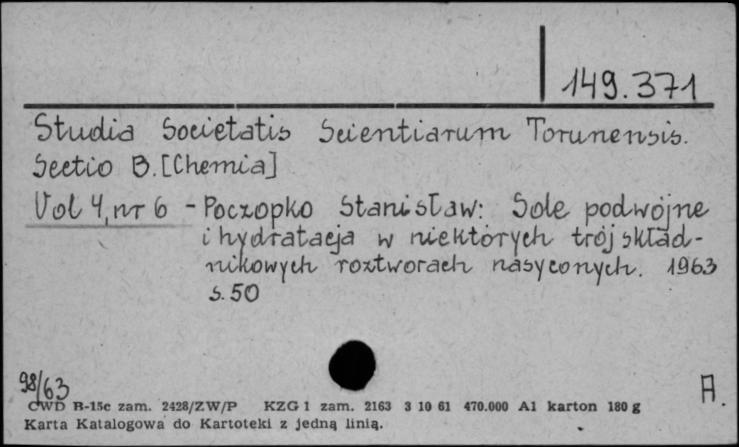 149.371
Studia Societatis Scientiarum Torunensis.
Sectio B. [Chemia]
Vol 4, nr 6 - Poczopko Stanisław: Sole podwójne
i hydratacja w niektórych trójskład-
nikowych roztworach nasyconych. 1963
s. 50
98/63
A.
CWD B-15c zam. 2428/ZW/P KZG 1 zam. 2163 3 10 61 470.000 A1 karton 180 g
Karta Katalogowa do Kartoteki z jedną linią.